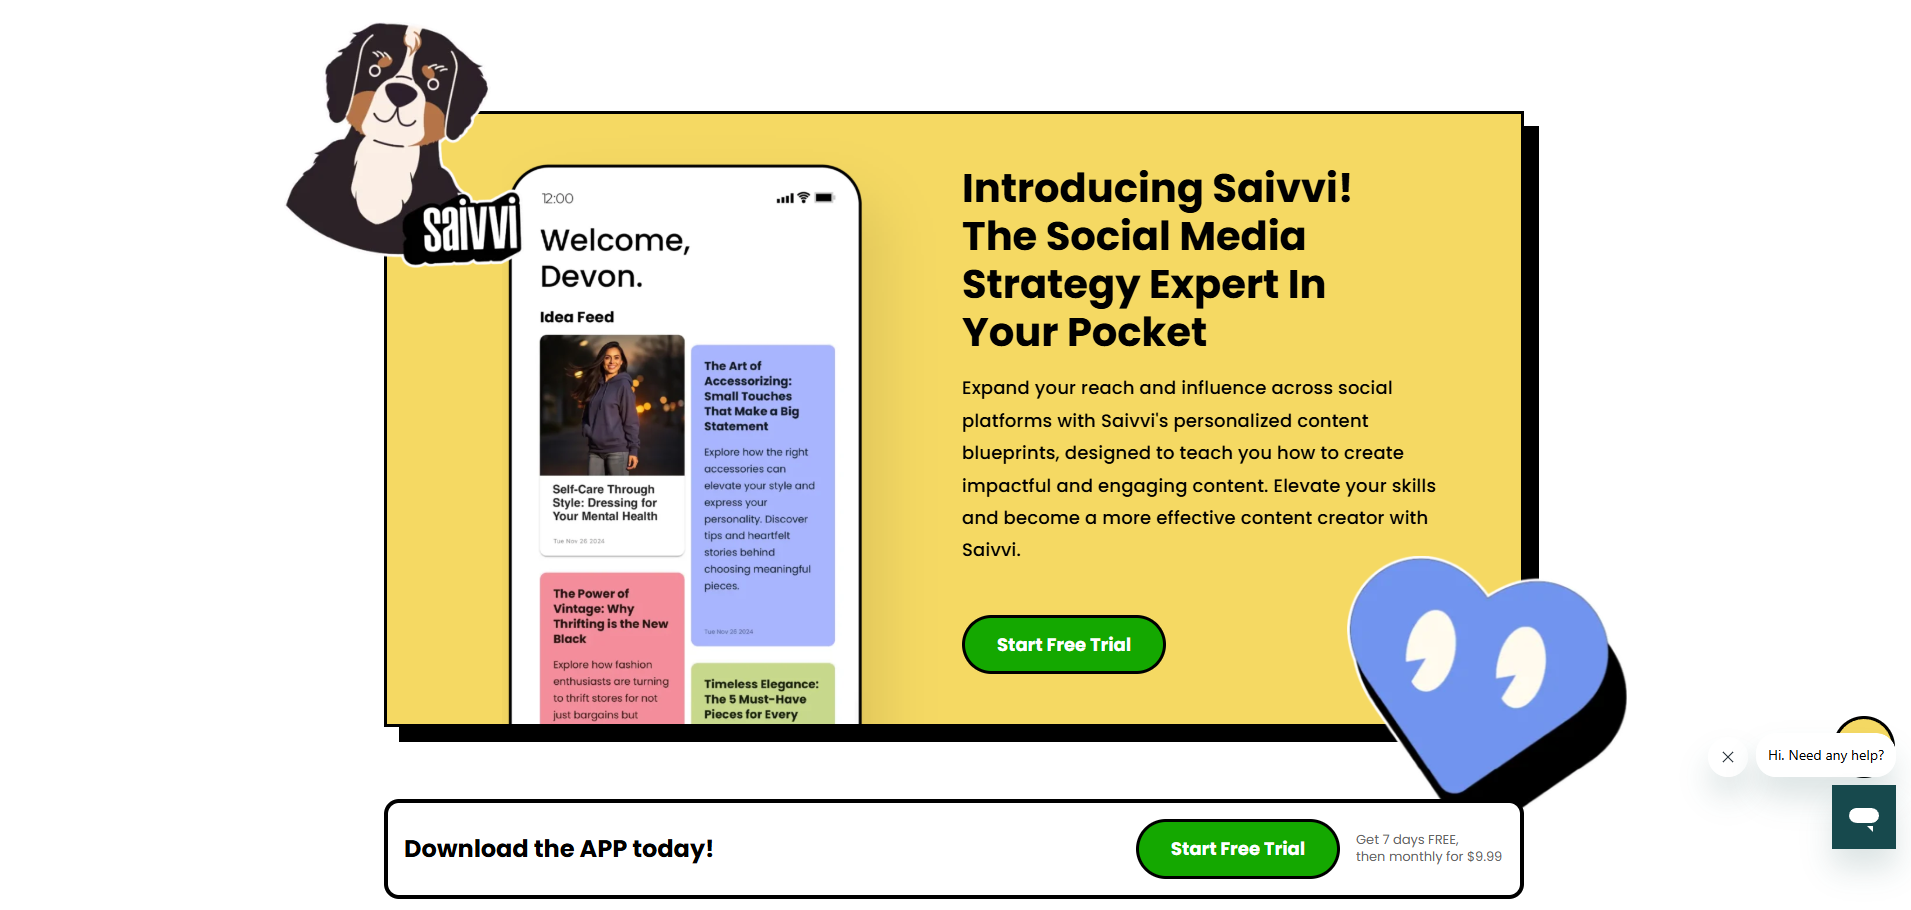 saivvi
12:00
Welcome,
Devon.
Idea Feed
Self-Care Through
Style: Dressing for
Your Mental Health
Tue Nov 26 2024
The Power of
Vintage: Why
Thrifting is the New
Black
Explore how fashion
enthusiasts are turning
to thrift stores for not
just bargains but
The Art of
Accessorizing:
Small Touches
That Make a Big
Statement
Explore how the right
accessories can
elevate your style and
express your
personality. Discover
tips and heartfelt
stories behind
choosing meaningful
pieces.
Tue Nov 26 2024
Timeless Elegance:
The 5 Must-Have
Pieces for Every
Introducing Saivvi!
The Social Media
Strategy Expert In
Your Pocket
Expand your reach and influence across social
platforms with Saivvi's personalized content
blueprints, designed to teach you how to create
impactful and engaging content. Elevate your skills
and become a more effective content creator with
Saivvi.
Start Free Trial
Hi. Need any help?
Download the APP today!
Start Free Trial
Get 7 days FREE,
then monthly for $9.99